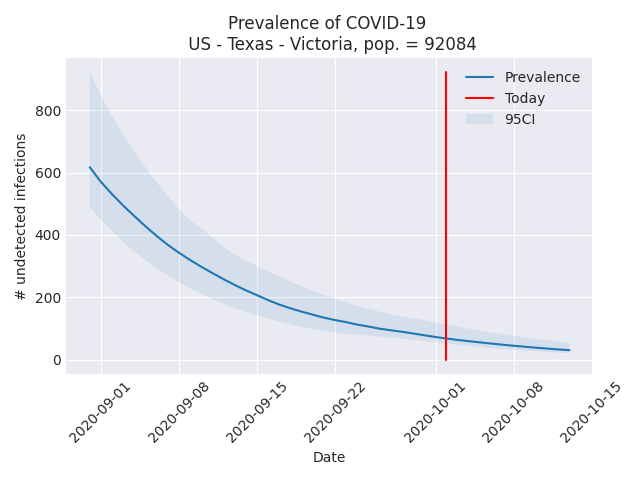 Prevalence of COVID-19
US - Texas - Victoria, pop. = 92084
Prevalence
Today
95CI
# undetected infections
800
600
400
200
0
2020-09-01
2020-09-08
2020-09-15
2020-09-22
2020-10-01
2020-10-08
2020-10-15
Date